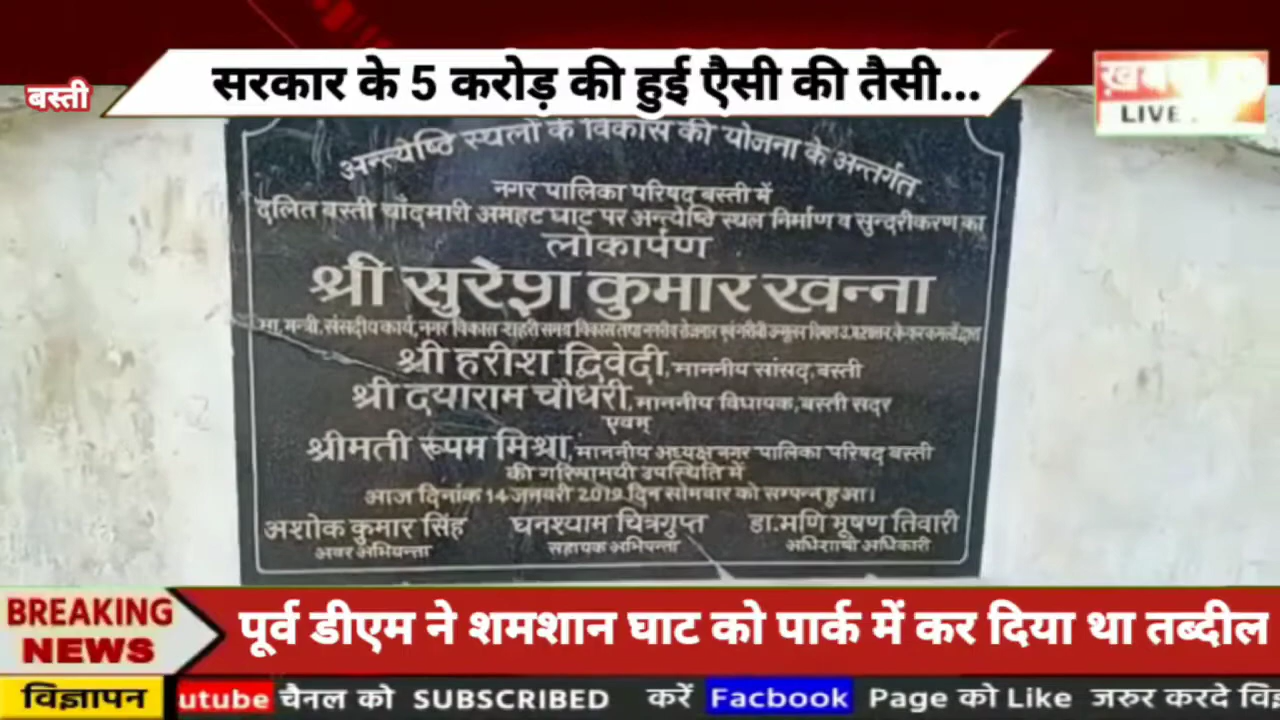 सरकार के 5 करोड़ की हुई एैसी की तैसी...
बस्ती
LIVE
अन्त्येष्ठि स्थलों के विकास की योजना के अन्तर्गत
नगर पालिका परिषद बस्ती में
दलित बस्ती चाँदमारी अमहट घाट पर अन्त्येष्ठि स्थल निर्माण व सुन्दरीकरण का
लोकार्पण
श्री सुरेश कुमार खन्ना
मा. मन्त्री, संसदीय कार्य, नगर विकास
श्री हरीश द्विवेदी, माननीय सांसद, बस्ती
श्री दयाराम चौधरी, माननीय विधायक, बस्ती सदर
एवम्
श्रीमती रूपम मिश्रा, माननीय अध्यक्ष नगर पालिका परिषद बस्ती
की गरिमामयी उपस्थिति में
आज दिनांक 14 जनवरी 2019 दिन सोमवार को सम्पन्न हुआ।
अशोक कुमार सिंह घनश्याम चित्रगुप्त डा. मणि भूषण तिवारी
अवर अभियन्ता सहायक अभियन्ता अधिशाषी अधिकारी
BREAKING NEWS
पूर्व डीएम ने शमशान घाट को पार्क में कर दिया था तब्दील
विज्ञापन utube चैनल को SUBSCRIBED करें Facbook Page को Like जरुर करदे